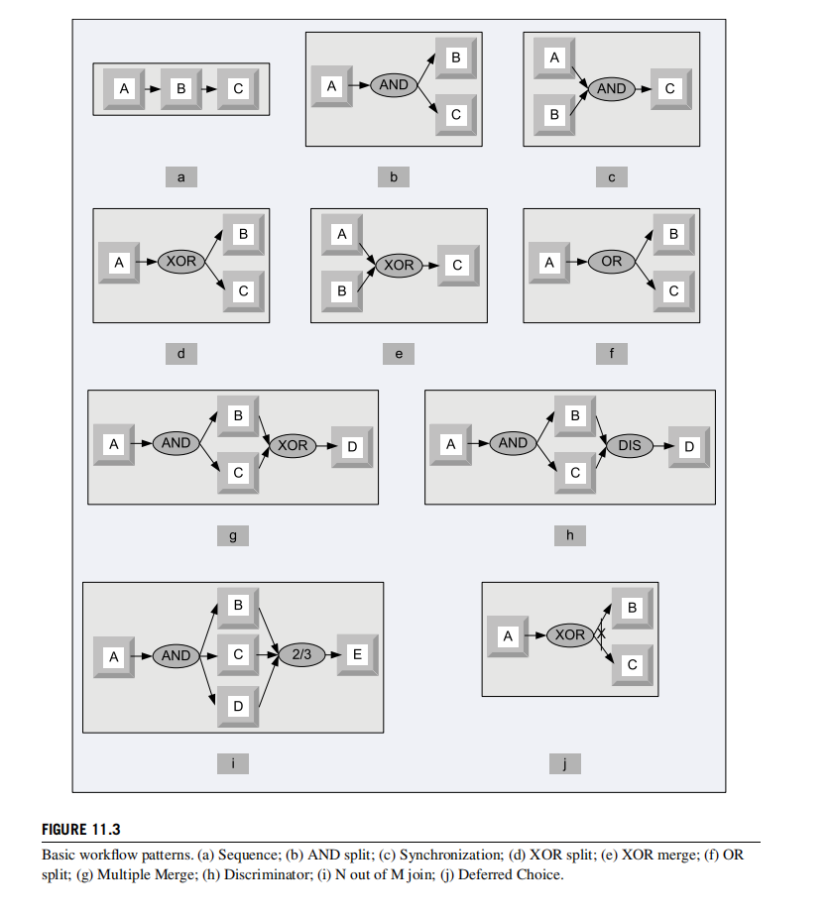 A B C
A AND B C
A B AND C
a b c
A XOR B C
A B XOR C
A OR B C
d e f
A AND B C XOR D
A AND B C DIS D
g h
A AND B C D 2/3 E
A XOR B C
i j
FIGURE 11.3
Basic workflow patterns. (a) Sequence; (b) AND split; (c) Synchronization; (d) XOR split; (e) XOR merge; (f) OR
split; (g) Multiple Merge; (h) Discriminator; (i) N out of M join; (j) Deferred Choice.